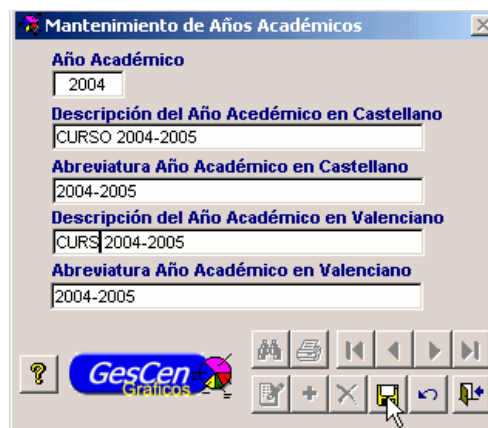 Mantenimiento de Años Académicos
Año Académico
2004
Descripción del Año Acedémico en Castellano
CURSO 2004-2005
Abreviatura Año Académico en Castellano
2004-2005
Descripción del Año Académico en Valenciano
CURS 2004-2005
Abreviatura Año Académico en Valenciano
2004-2005
?
GesCen
Gráficos